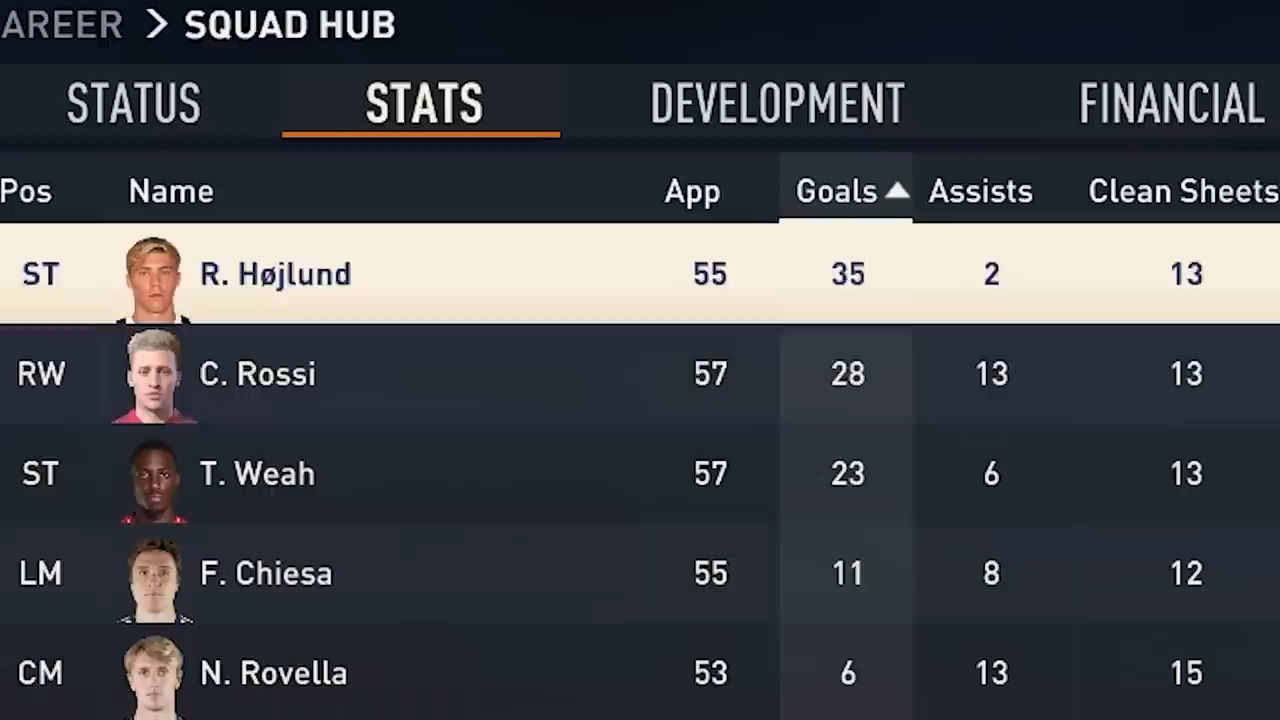 AREER > SQUAD HUB
STATUS STATS DEVELOPMENT FINANCIAL
Pos Name App Goals ▲ Assists Clean Sheets
ST R. Højlund 55 35 2 13
RW C. Rossi 57 28 13 13
ST T. Weah 57 23 6 13
LM F. Chiesa 55 11 8 12
CM N. Rovella 53 6 13 15